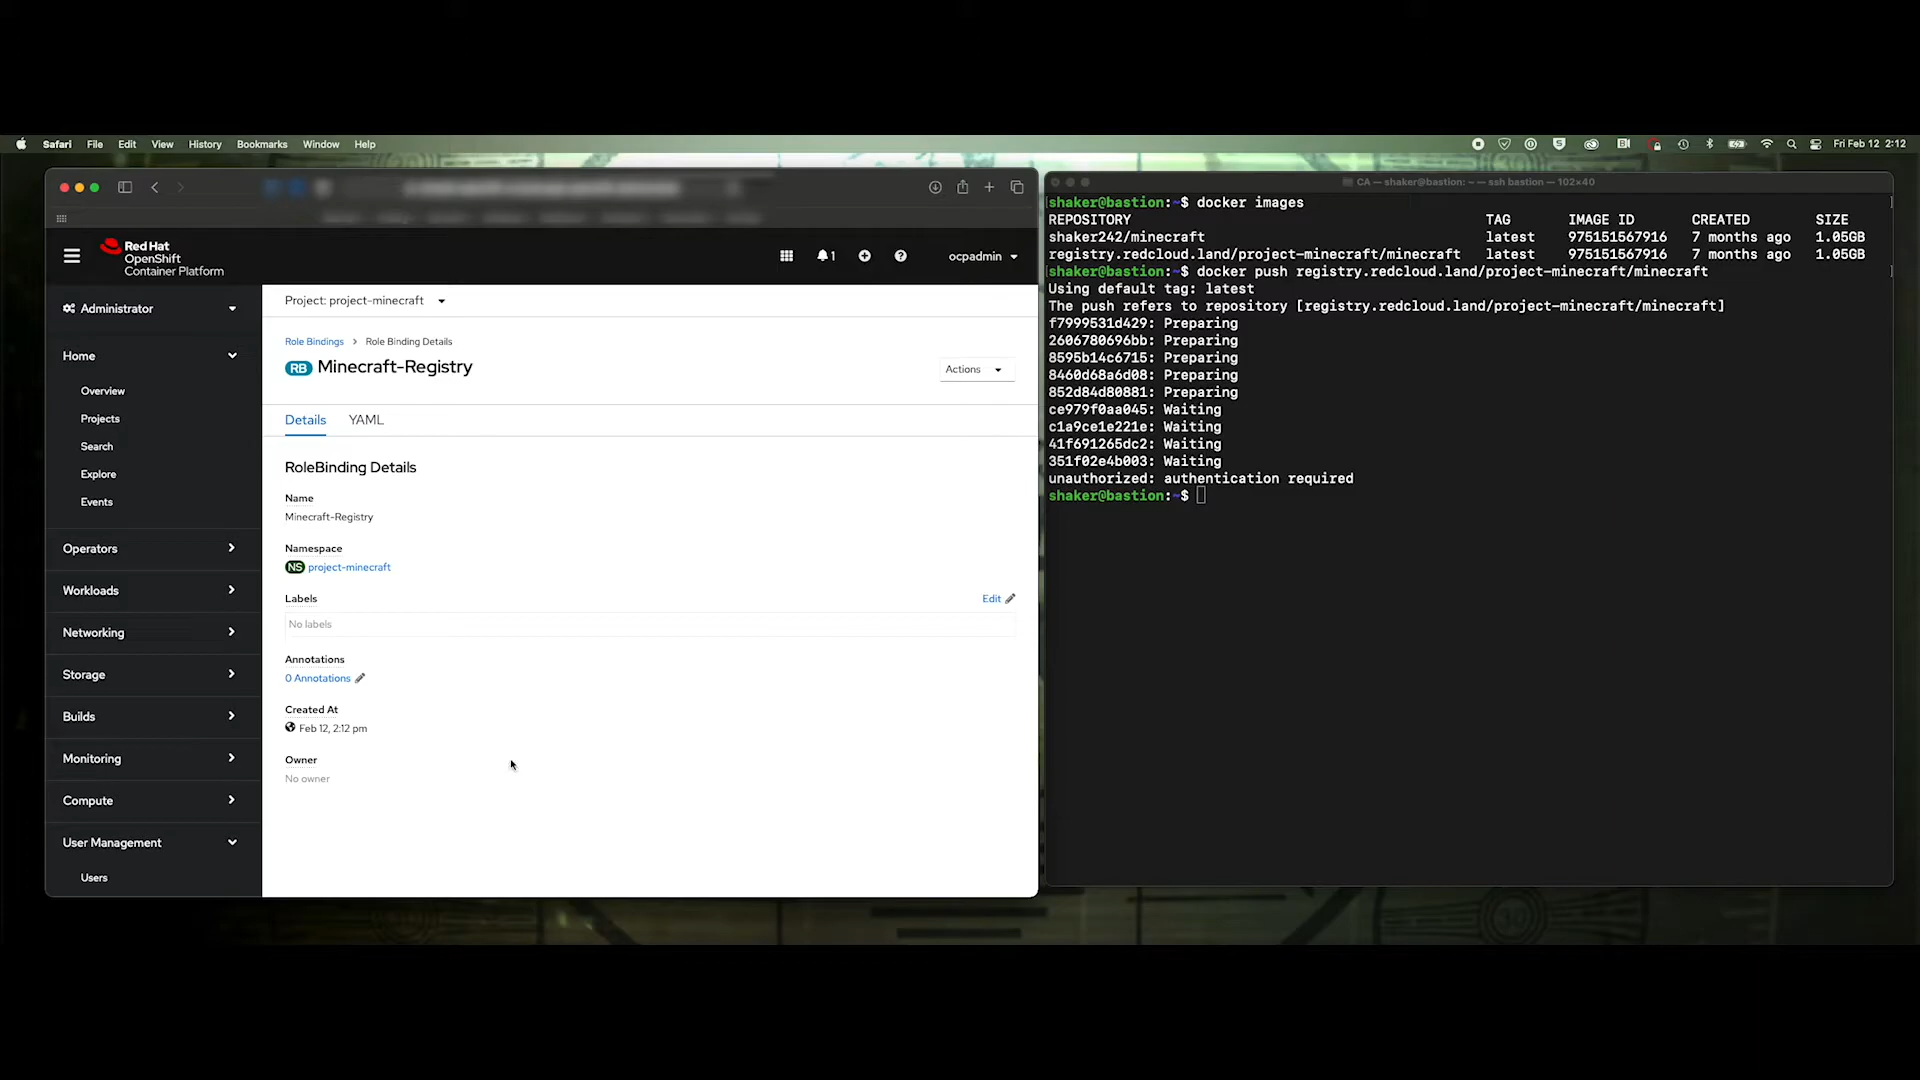 Safari File Edit View History Bookmarks Window Help
Fri Feb 12 2:12
Red Hat
OpenShift
Container Platform
1
ocpadmin
Administrator
Home
Overview
Projects
Search
Explore
Events
Operators
Workloads
Networking
Storage
Builds
Monitoring
Compute
User Management
Users
Project: project-minecraft
Role Bindings > Role Binding Details
RB Minecraft-Registry
Actions
Details YAML
RoleBinding Details
Name
Minecraft-Registry
Namespace
NS project-minecraft
Labels
Edit
No labels
Annotations
0 Annotations
Created At
Feb 12, 2:12 pm
Owner
No owner
CA — shaker@bastion: ~ — ssh bastion — 102×40
shaker@bastion:~$ docker images
REPOSITORY TAG IMAGE ID CREATED SIZE
shaker242/minecraft latest 975151567916 7 months ago 1.05GB
registry.redcloud.land/project-minecraft/minecraft latest 975151567916 7 months ago 1.05GB
shaker@bastion:~$ docker push registry.redcloud.land/project-minecraft/minecraft
Using default tag: latest
The push refers to repository [registry.redcloud.land/project-minecraft/minecraft]
f7999531d429: Preparing
2606780696bb: Preparing
8595b14c6715: Preparing
8460d68a6d08: Preparing
852d84d80881: Preparing
ce979f0aa045: Waiting
c1a9ce1e221e: Waiting
41f691265dc2: Waiting
351f02e4b003: Waiting
unauthorized: authentication required
shaker@bastion:~$